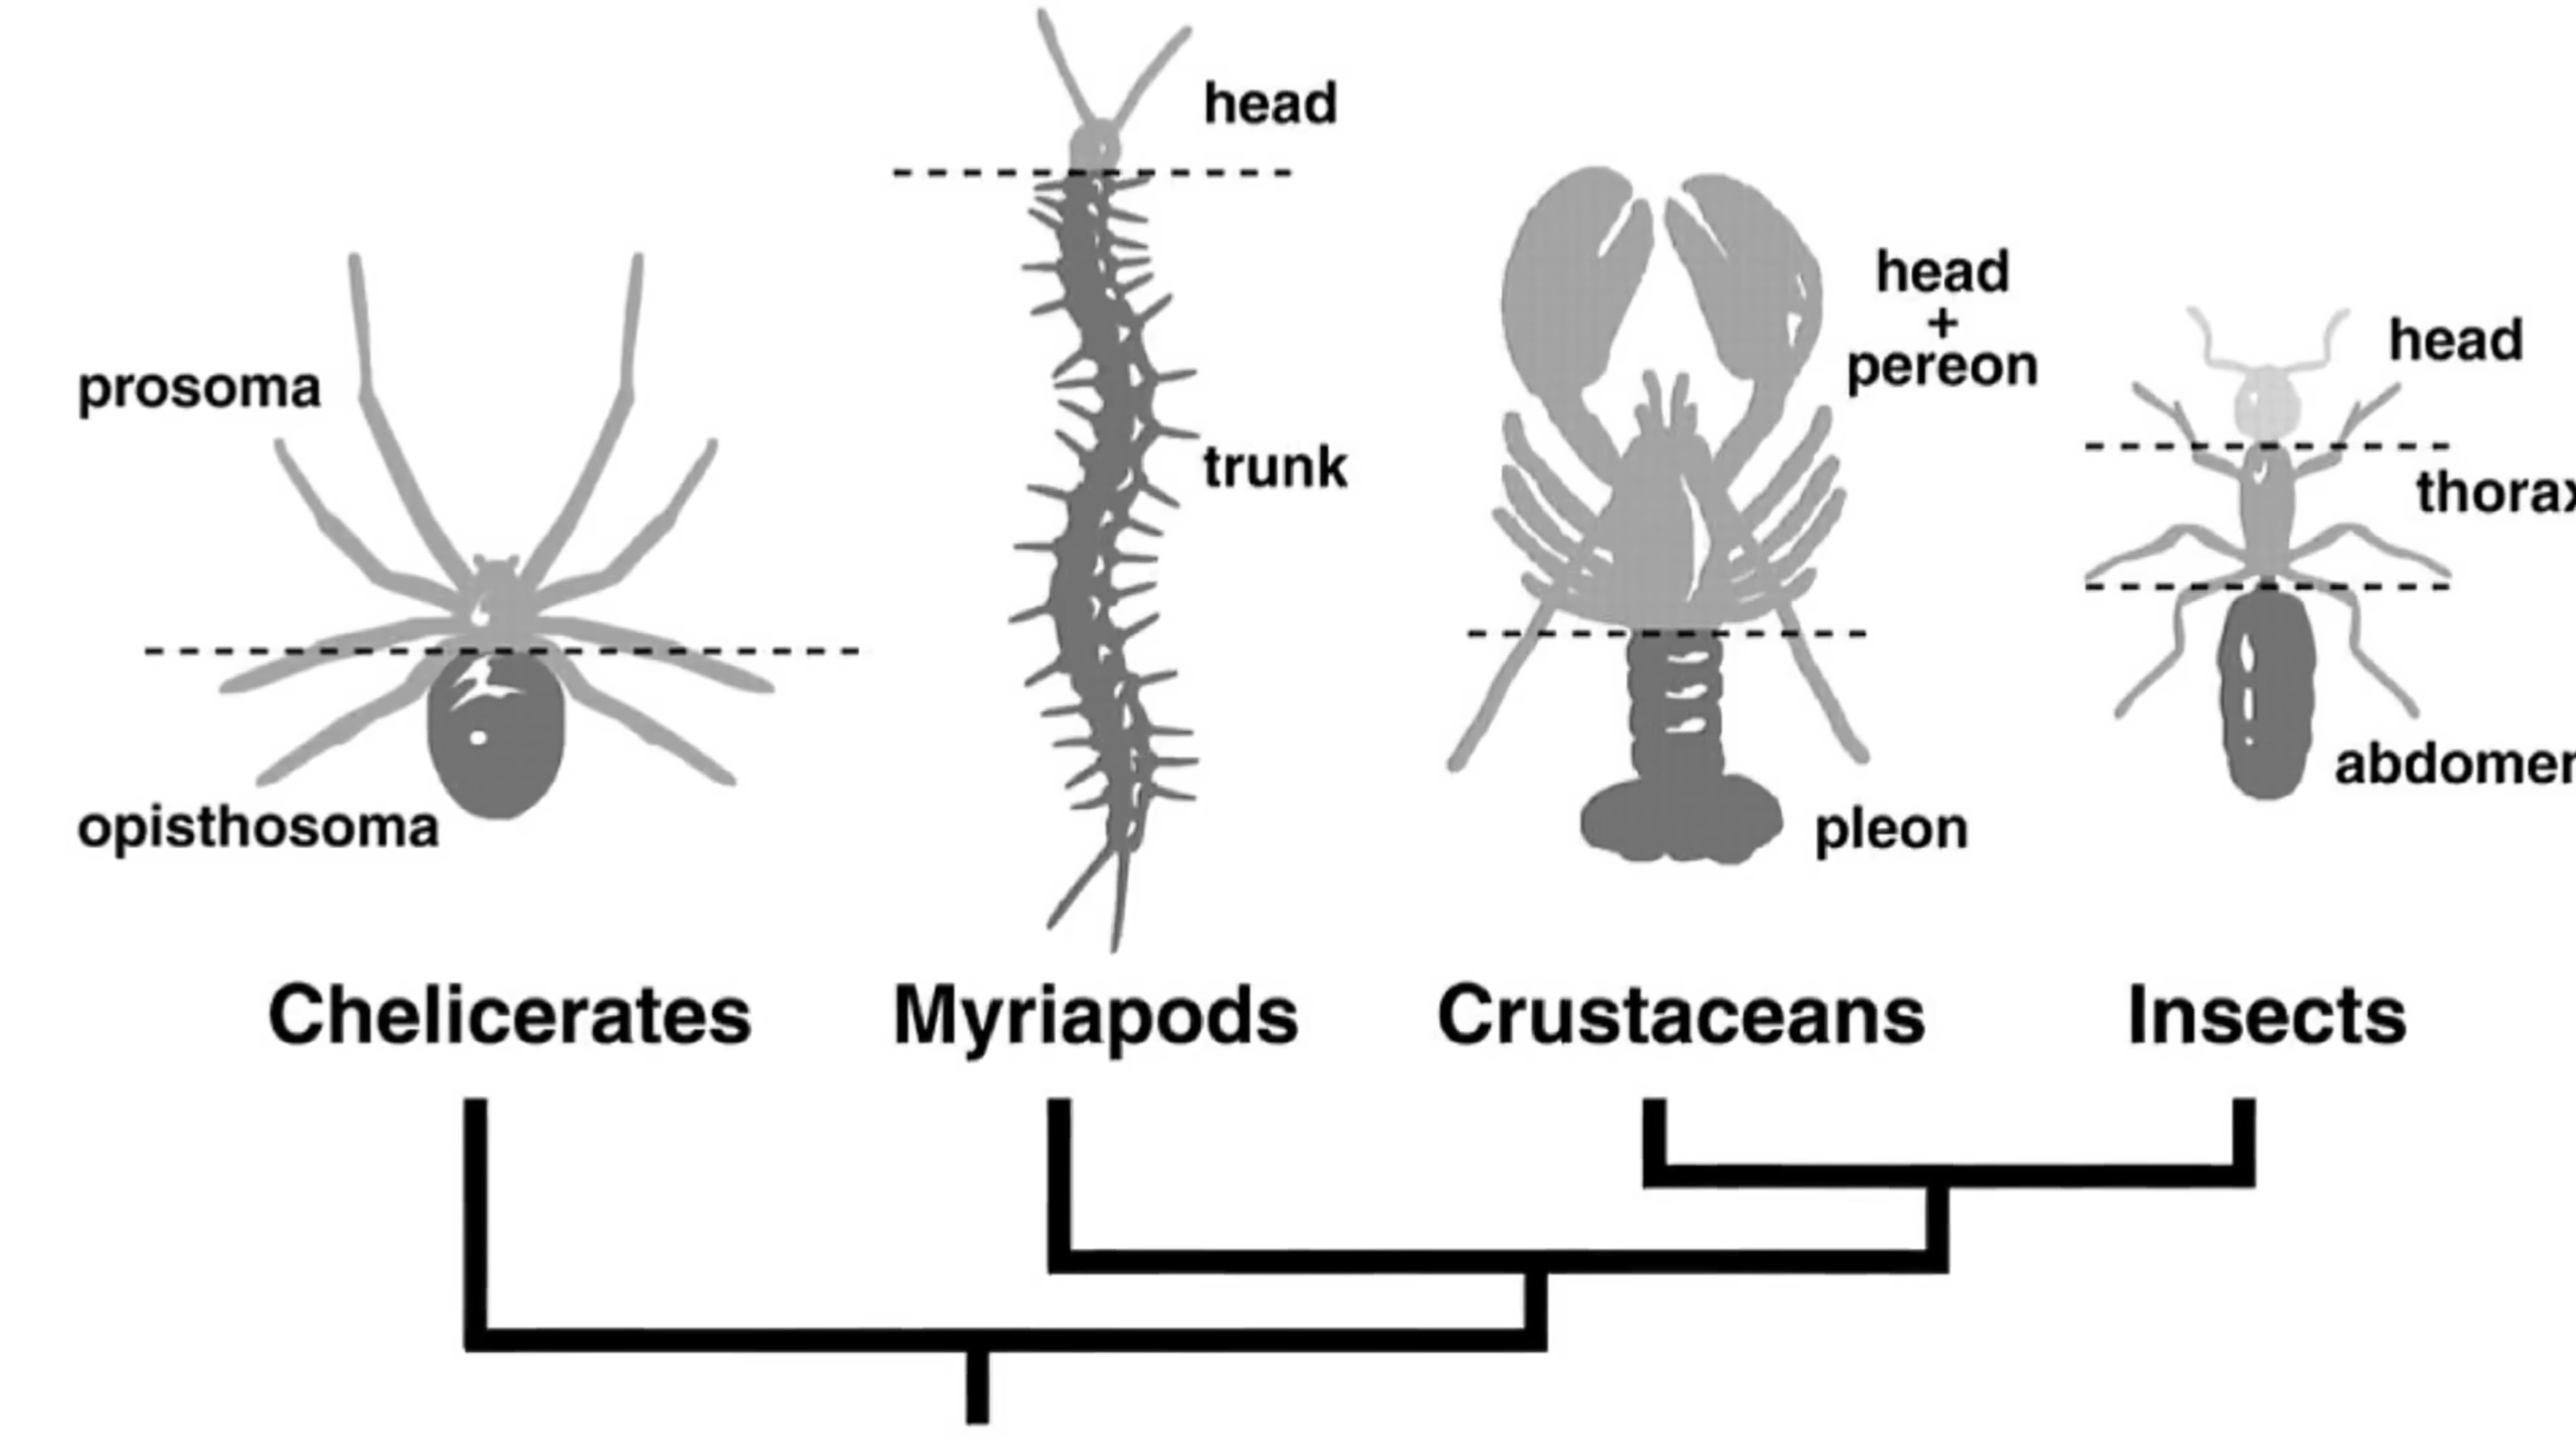 head
prosoma
trunk
opisthosoma
head
+
pereon
pleon
head
thorax
abdomen
Chelicerates
Myriapods
Crustaceans
Insects